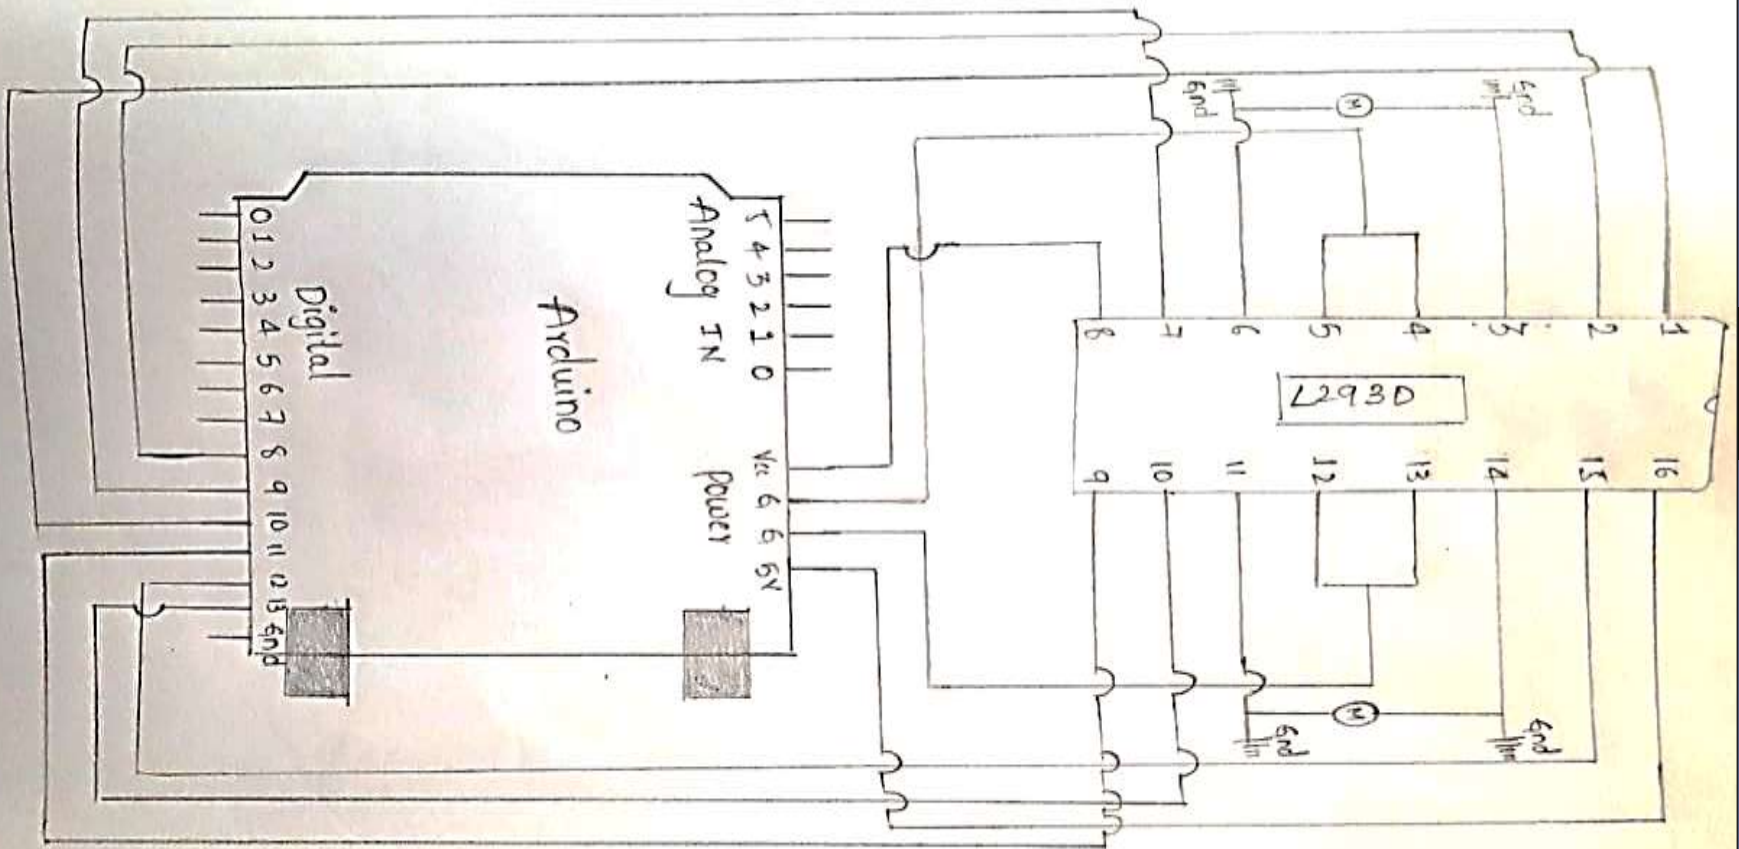 Gnd
Gnd
M
8 7 6 5 4 3 2 1
L293D
9 10 11 12 13 14 15 16
M
Gnd
Gnd
5 4 3 2 1 0
Analog IN
Vcc G G 5V
Power
Arduino
Digital
0 1 2 3 4 5 6 7 8 9 10 11 12 13 Gnd